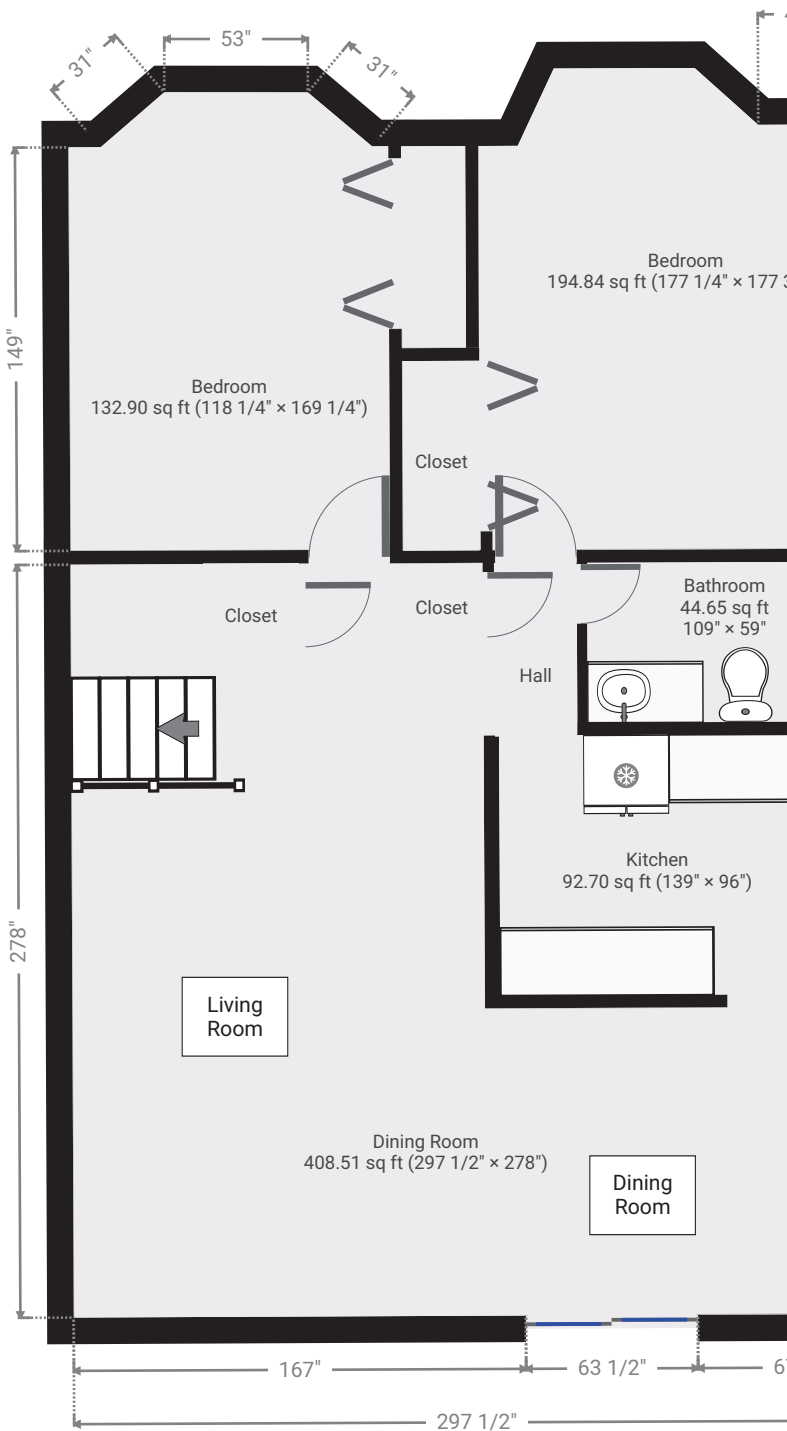 31"
53"
31"
149"
Bedroom
194.84 sq ft (177 1/4" × 177
Bedroom
132.90 sq ft (118 1/4" × 169 1/4")
Closet
Closet
Closet
Bathroom
44.65 sq ft
109" × 59"
Hall
Kitchen
92.70 sq ft (139" × 96")
278"
Living
Room
Dining Room
408.51 sq ft (297 1/2" × 278")
Dining
Room
167"
63 1/2"
297 1/2"